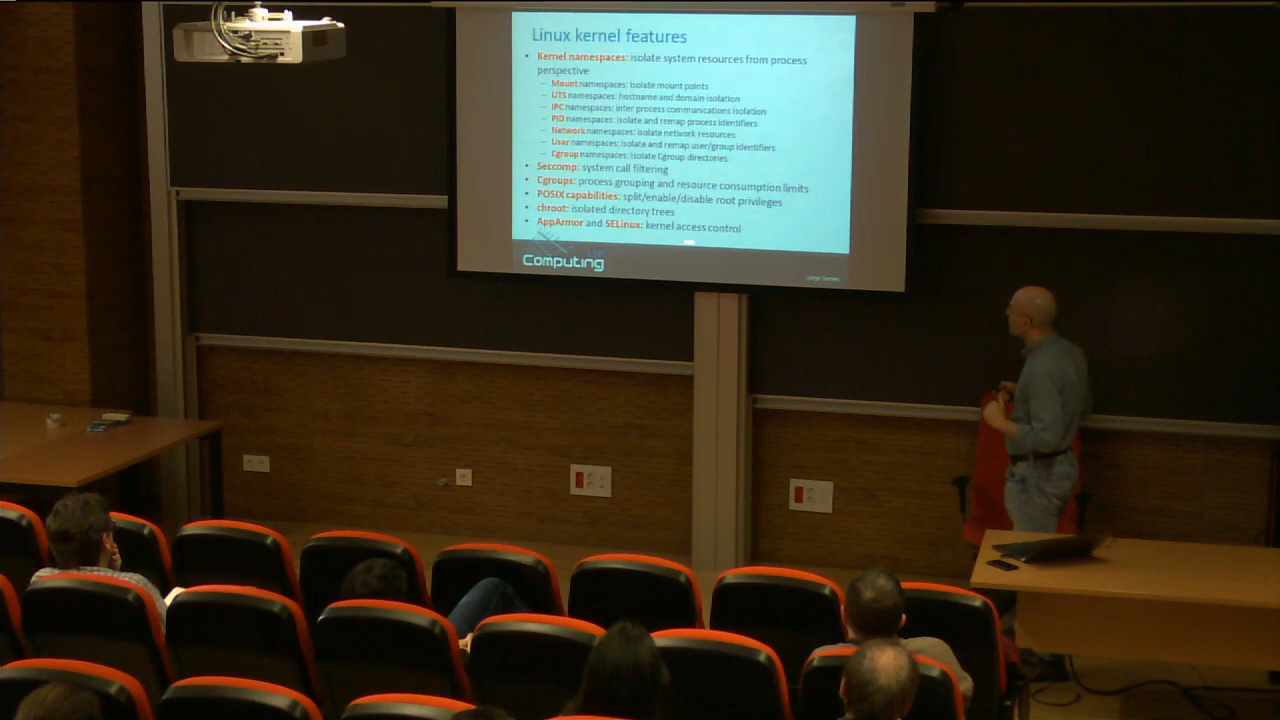 Linux kernel features
• Kernel namespaces: isolate system resources from process
perspective
– Mount namespaces: isolate mount points
– UTS namespaces: hostname and domain isolation
– IPC namespaces: inter process communications isolation
– PID namespaces: isolate and remap process identifiers
– Network namespaces: isolate network resources
– User namespaces: isolate and remap user/group identifiers
– Cgroup namespaces: isolate Cgroup directories
• Seccomp: system call filtering
• Cgroups: process grouping and resource consumption limits
• POSIX capabilities: split/enable/disable root privileges
• chroot: isolated directory trees
• AppArmor and SELinux: kernel access control
Computing